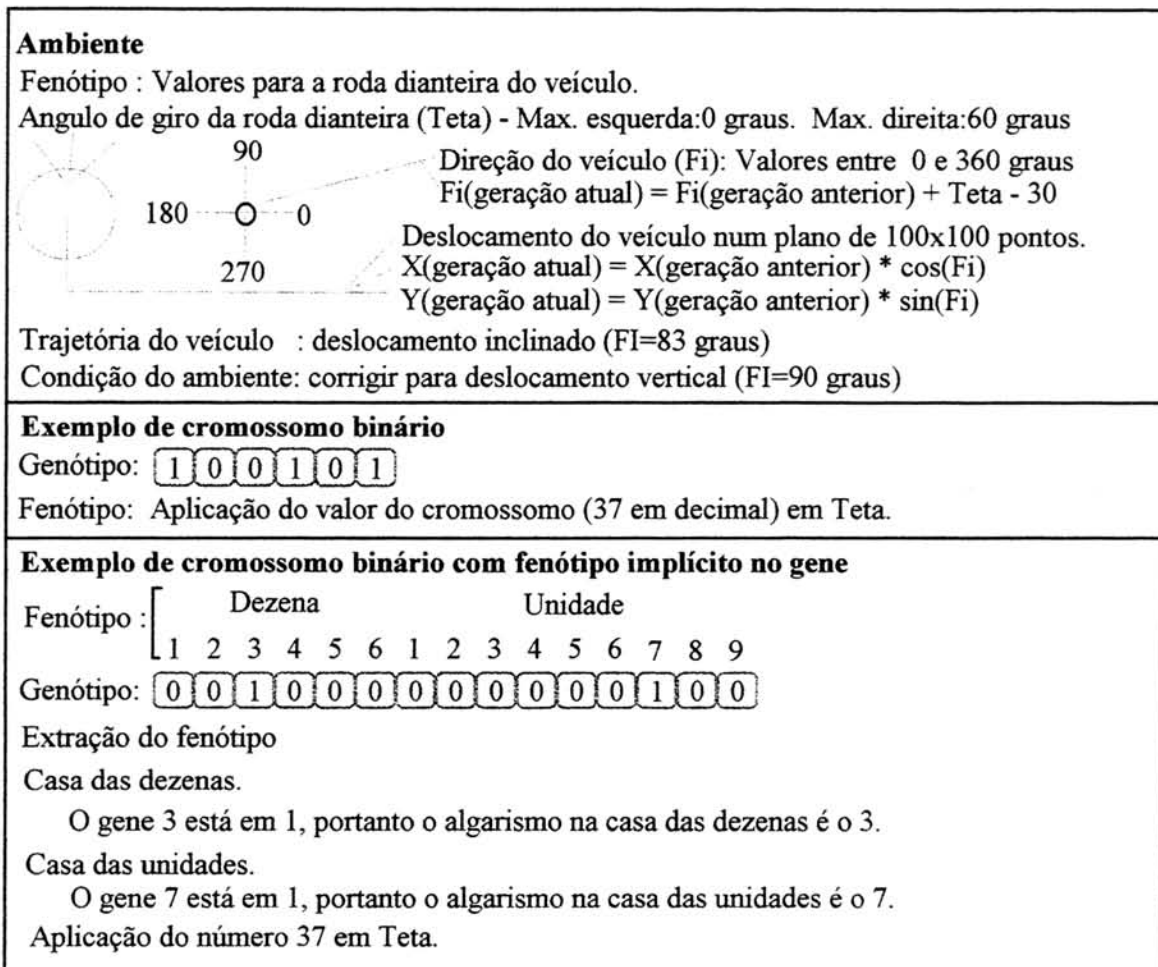 Ambiente
Fenótipo : Valores para a roda dianteira do veículo.
Angulo de giro da roda dianteira (Teta) - Max. esquerda:0 graus. Max. direita:60 graus
90
Direção do veículo (Fi): Valores entre 0 e 360 graus
Fi(geração atual) = Fi(geração anterior) + Teta - 30
180 0
Deslocamento do veículo num plano de 100x100 pontos.
270
X(geração atual) = X(geração anterior) * cos(Fi)
Y(geração atual) = Y(geração anterior) * sin(Fi)
Trajetória do veículo : deslocamento inclinado (FI=83 graus)
Condição do ambiente: corrigir para deslocamento vertical (FI=90 graus)
Exemplo de cromossomo binário
Genótipo: 1 0 0 1 0 1
Fenótipo: Aplicação do valor do cromossomo (37 em decimal) em Teta.
Exemplo de cromossomo binário com fenótipo implícito no gene
Dezena Unidade
Fenótipo :
1 2 3 4 5 6 1 2 3 4 5 6 7 8 9
Genótipo: 0 0 1 0 0 0 0 0 0 0 0 0 1 0 0
Extração do fenótipo
Casa das dezenas.
O gene 3 está em 1, portanto o algarismo na casa das dezenas é o 3.
Casa das unidades.
O gene 7 está em 1, portanto o algarismo na casa das unidades é o 7.
Aplicação do número 37 em Teta.